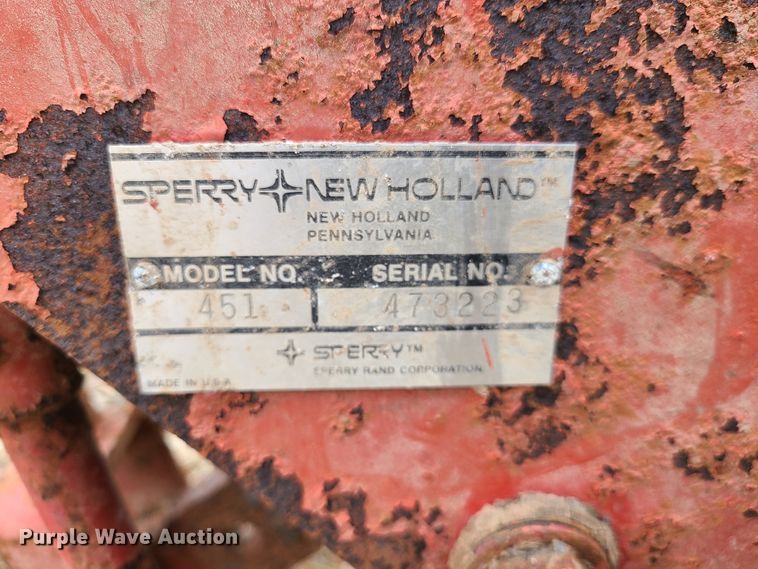 SPERRY NEW HOLLAND™
NEW HOLLAND
PENNSYLVANIA
MODEL NO. SERIAL NO.
451 473223
SPERRY™
SPERRY RAND CORPORATION
MADE IN U.S.A.
Purple Wave Auction®